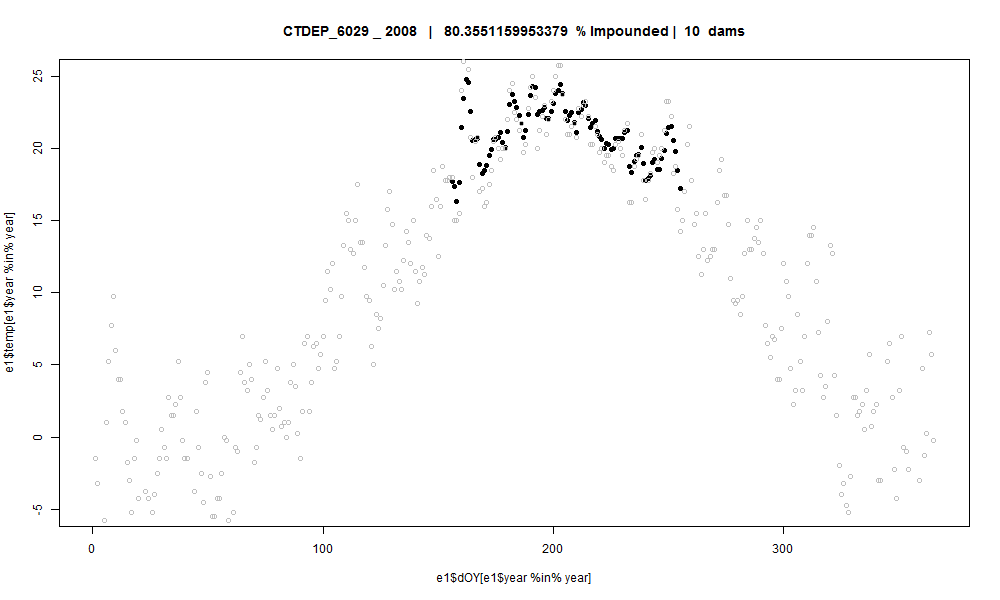 CTDEP_6029 _ 2008 | 80.3551159953379 % Impounded | 10 dams
e1$temp[e1$year %in% year]
25
20
15
10
5
0
-5
0 100 200 300
e1$dOY[e1$year %in% year]